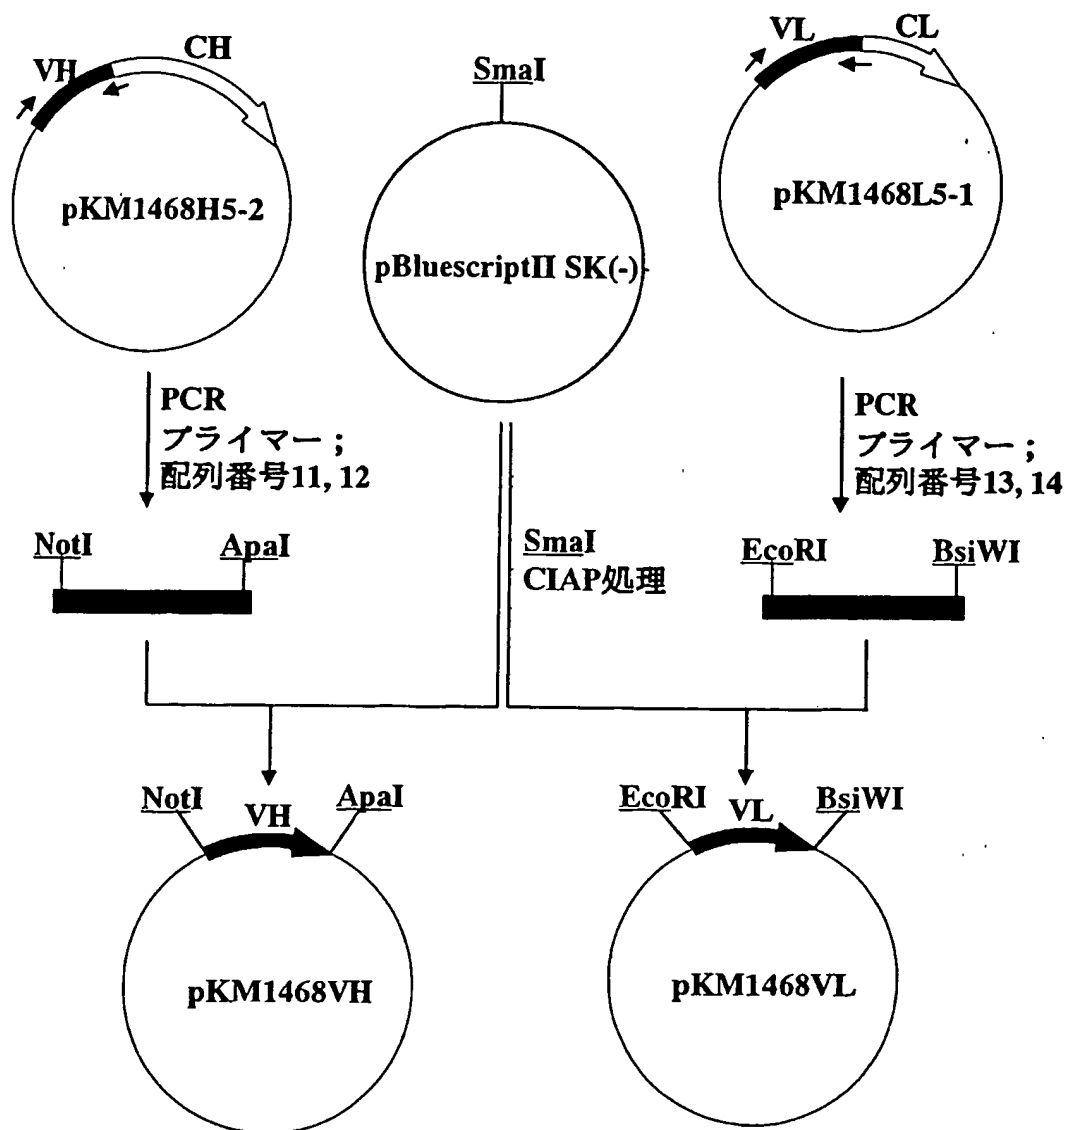 VH
CH
pKM1468H5-2
SmaI
pBluescriptII SK(-)
VL
CL
pKM1468L5-1
PCR
プライマー；
配列番号11, 12
NotI
ApaI
SmaI
CIAP処理
PCR
プライマー；
配列番号13, 14
EcoRI
BsiWI
NotI
VH
ApaI
pKM1468VH
EcoRI
VL
BsiWI
pKM1468VL